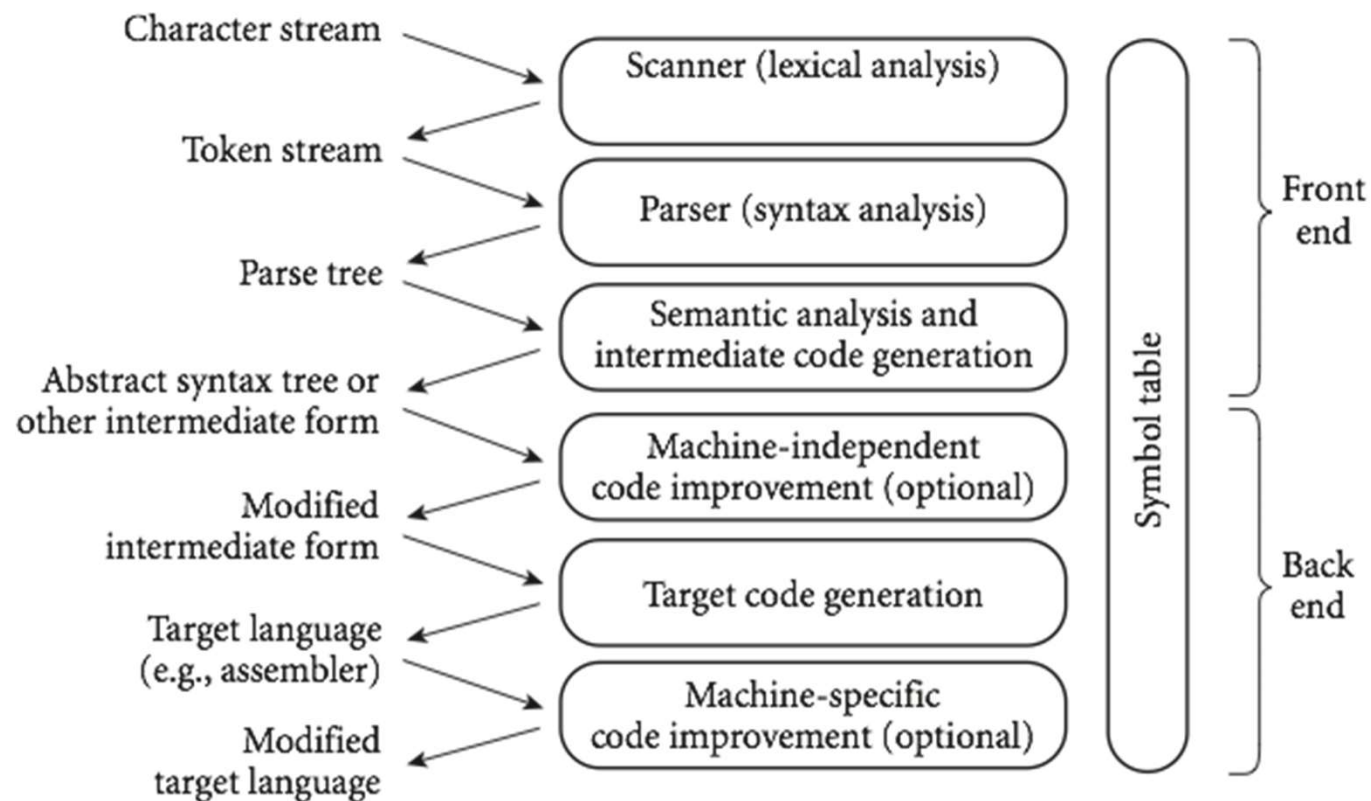 Character stream
Scanner (lexical analysis)
Token stream
Parser (syntax analysis)
Parse tree
Semantic analysis and
intermediate code generation
Abstract syntax tree or
other intermediate form
Machine-independent
code improvement (optional)
Modified
intermediate form
Target code generation
Target language
(e.g., assembler)
Machine-specific
code improvement (optional)
Modified
target language
Symbol table
Front
end
Back
end